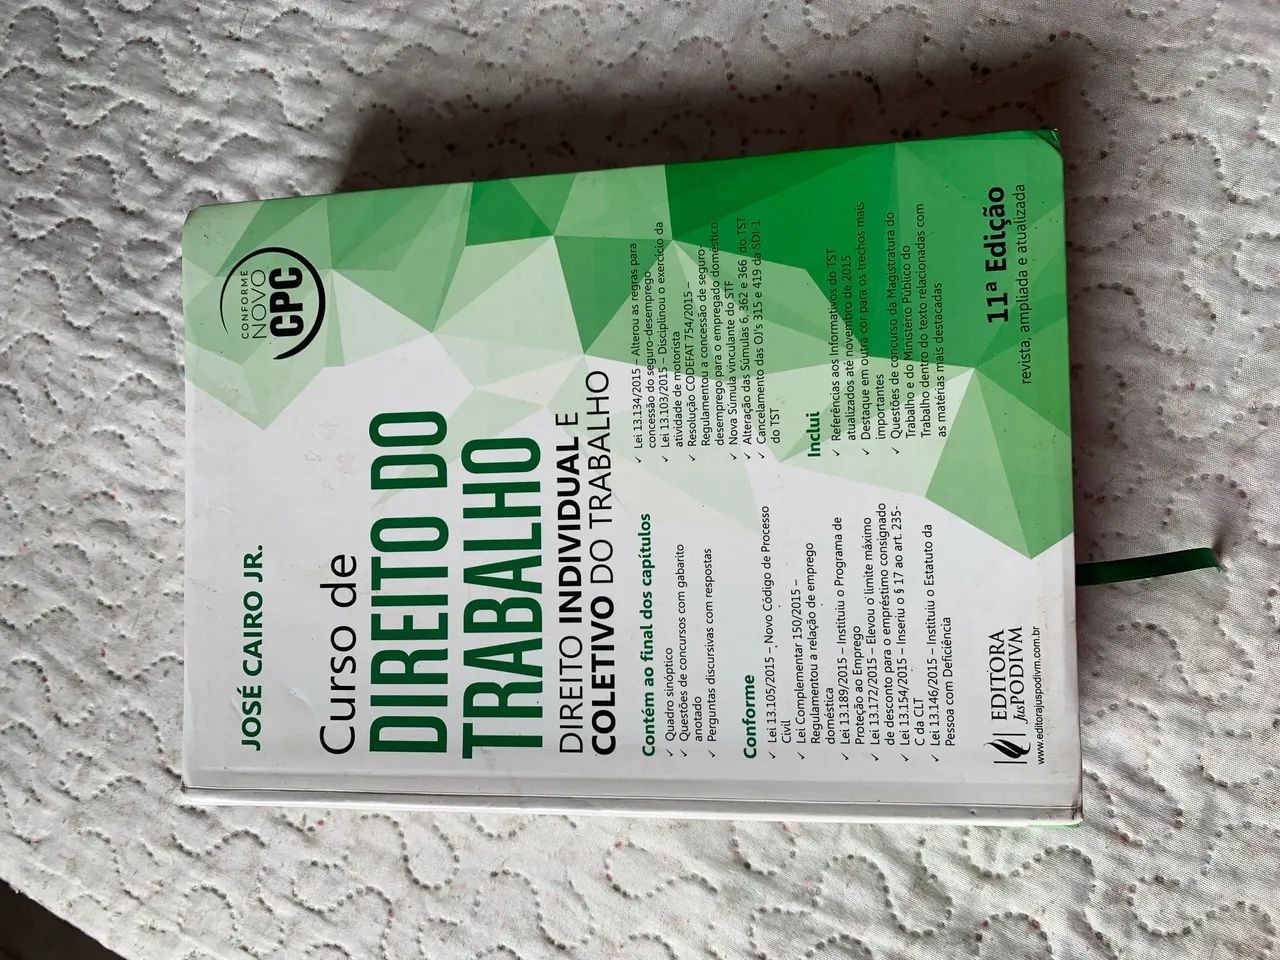 JOSÉ CAIRO JR.
CONFORME
NOVO
CPC
Curso de
DIREITO DO
TRABALHO
DIREITO INDIVIDUAL E
COLETIVO DO TRABALHO
Contém ao final dos capítulos
✓ Quadro sinóptico
✓ Questões de concursos com gabarito
anotado
✓ Perguntas discursivas com respostas
Conforme
✓ Lei 13.105/2015 – Novo Código de Processo
Civil
✓ Lei Complementar 150/2015 –
Regulamentou a relação de emprego
doméstica
✓ Lei 13.189/2015 – Instituiu o Programa de
Proteção ao Emprego
✓ Lei 13.172/2015 – Elevou o limite máximo
de desconto para o empréstimo consignado
✓ Lei 13.154/2015 – Inseriu o § 17 ao art. 235-
C da CLT
✓ Lei 13.146/2015 – Instituiu o Estatuto da
Pessoa com Deficiência
✓ Lei 13.134/2015 – Alterou as regras para
concessão do seguro-desemprego
✓ Lei 13.103/2015 – Disciplinou o exercício da
atividade de motorista
✓ Resolução CODEFAT 754/2015 –
Regulamentou a concessão de seguro-
desemprego para o empregado doméstico
✓ Nova Súmula vinculante do STF
✓ Alteração das Súmulas 6, 362 e 366 do TST
✓ Cancelamento das OJ's 315 e 419 da SDI-1
do TST
Inclui
✓ Referências aos Informativos do TST
atualizados até novembro de 2015
✓ Destaque em outra cor para os trechos mais
importantes
✓ Questões de concurso da Magistratura do
Trabalho e do Ministério Público do
Trabalho dentro do texto relacionadas com
as matérias mais destacadas
EDITORA
JusPODIVM
www.editorajuspodivm.com.br
11ª Edição
revista, ampliada e atualizada